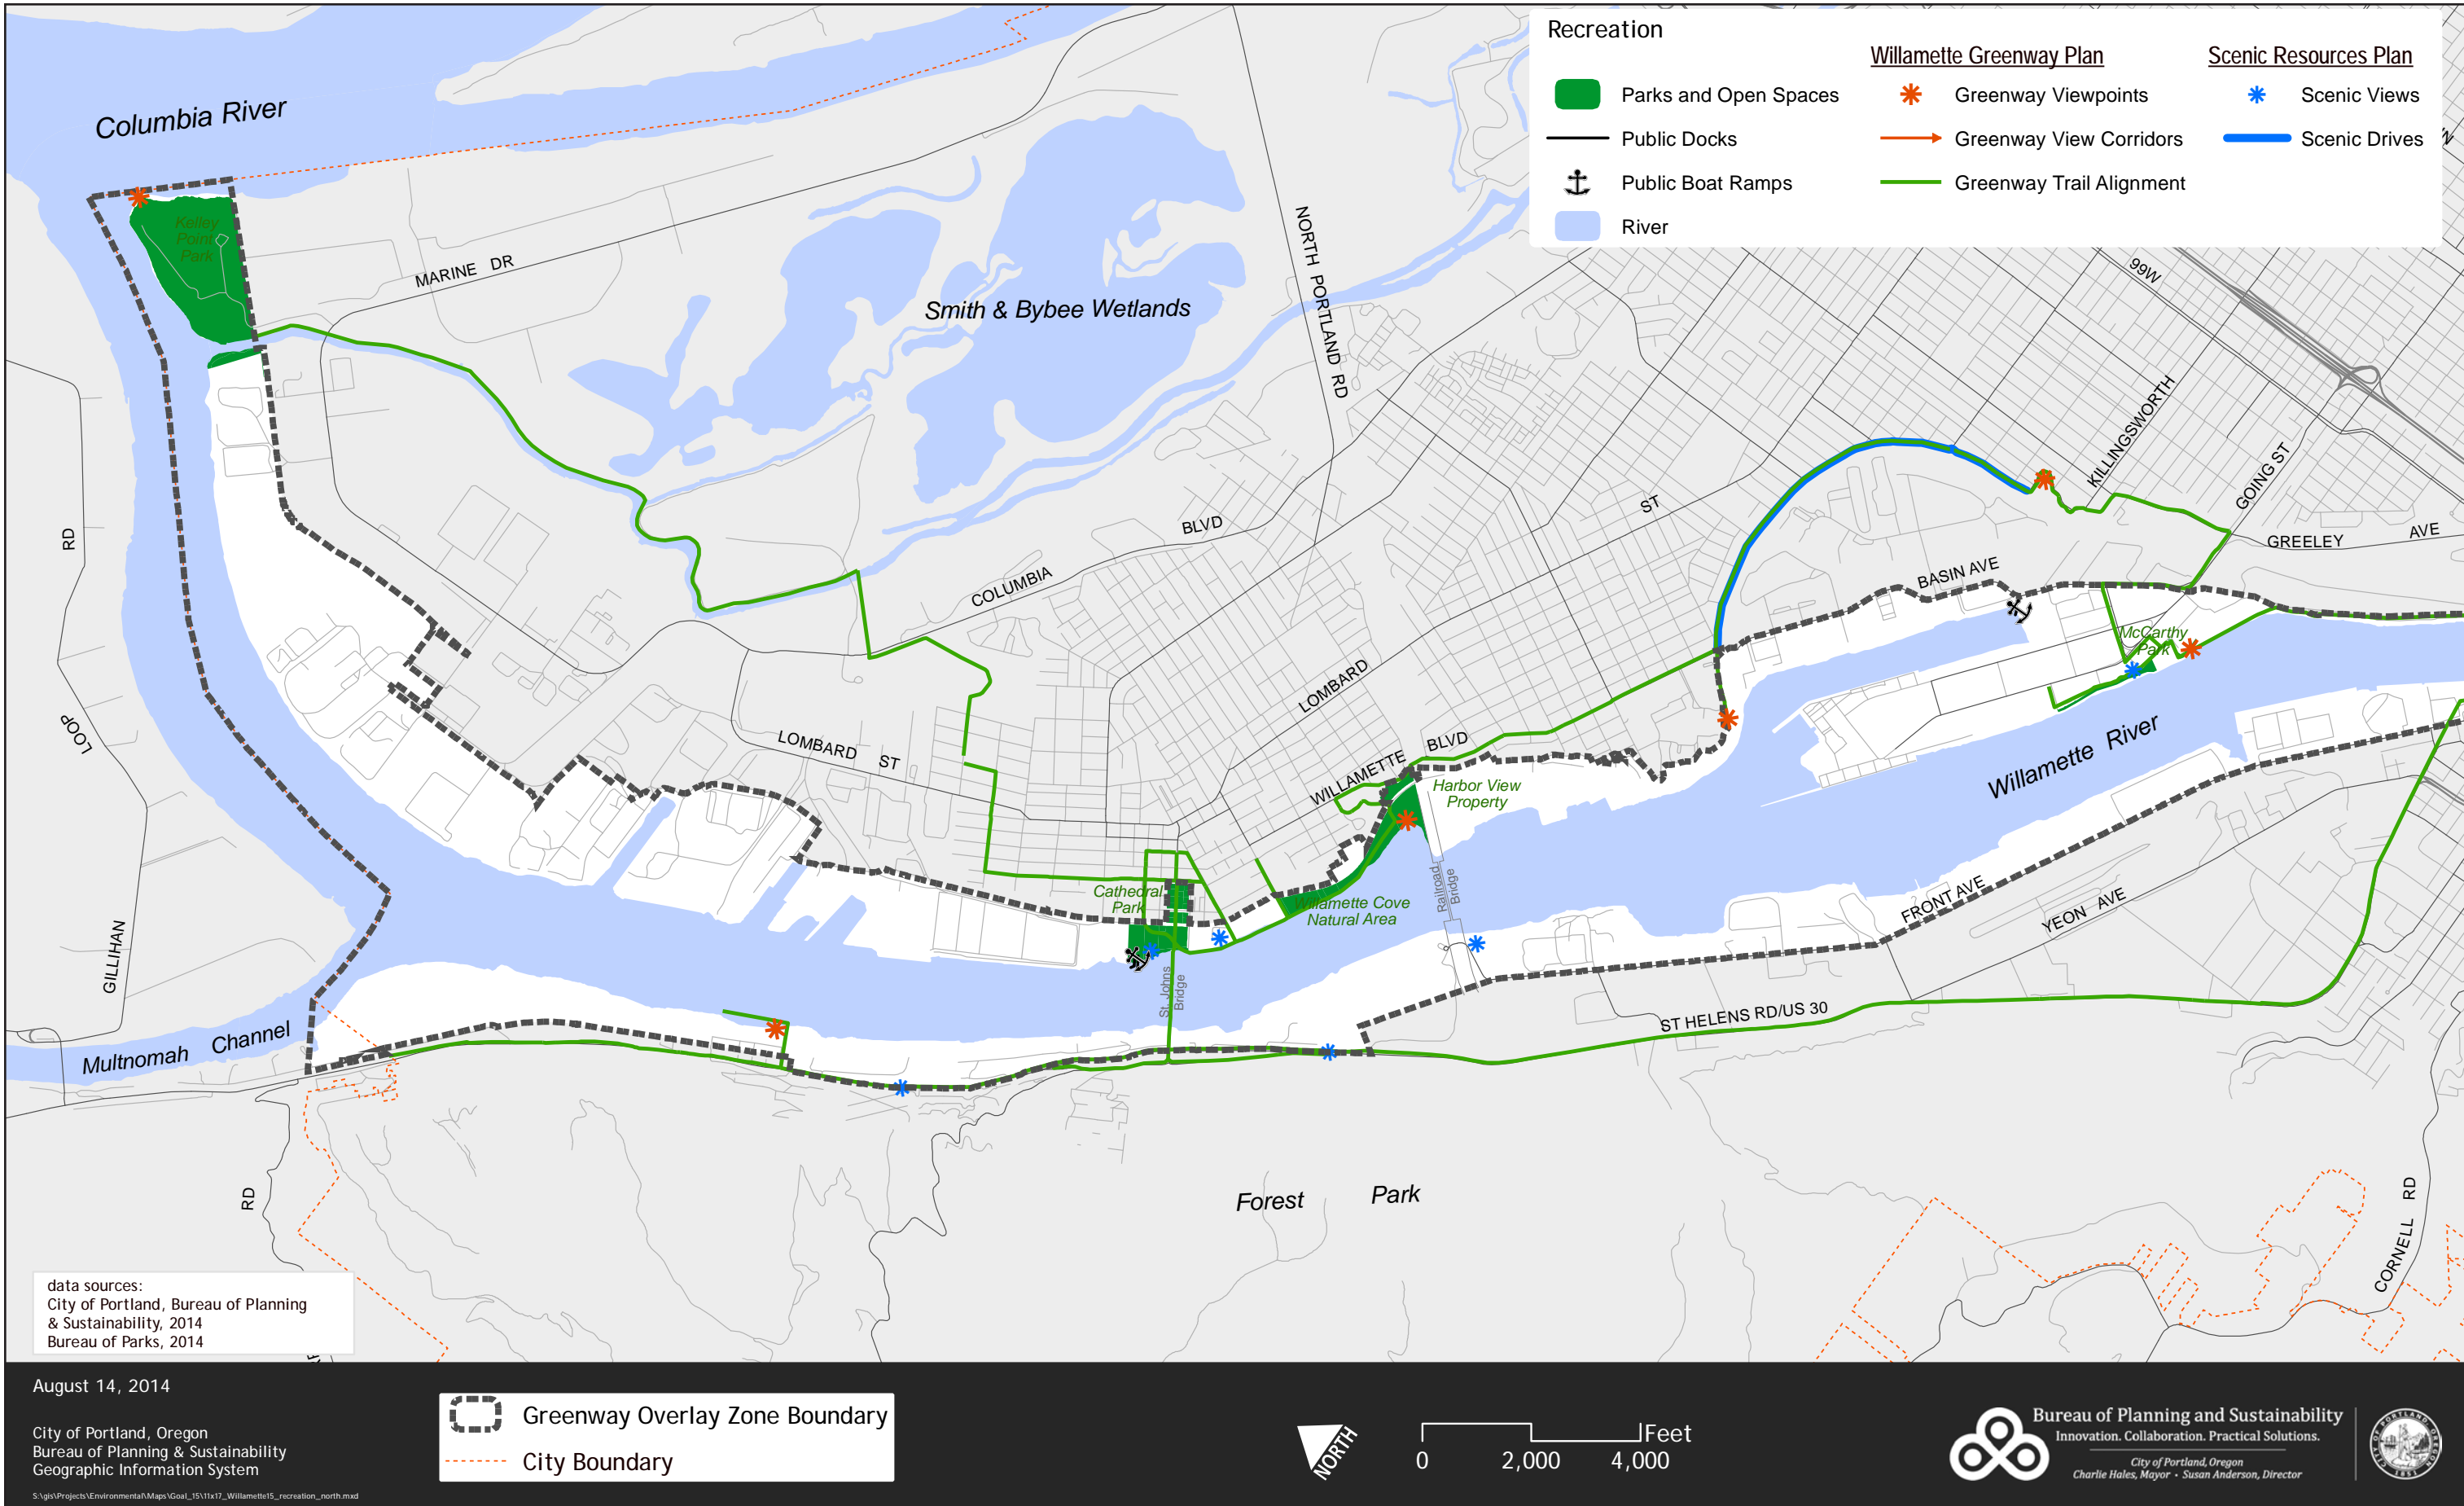 Recreation
Willamette Greenway Plan
Scenic Resources Plan
Parks and Open Spaces
Greenway Viewpoints
Scenic Views
Public Docks
Greenway View Corridors
Scenic Drives
Public Boat Ramps
Greenway Trail Alignment
River
Columbia River
Kelley
Point
Park
MARINE DR
Smith & Bybee Wetlands
NORTH PORTLAND RD
99W
KILLINGSWORTH
GOING ST
GREELEY AVE
BASIN AVE
McCarthy
Park
RD
LOOP
GILLIHAN
COLUMBIA BLVD
LOMBARD ST
LOMBARD ST
WILLAMETTE BLVD
Harbor View
Property
Willamette River
Cathedral
Park
Willamette Cove
Natural Area
Railroad
Bridge
St. Johns
Bridge
FRONT AVE
YEON AVE
ST HELENS RD/US 30
Multnomah Channel
Forest Park
RD
CORNELL RD
data sources:
City of Portland, Bureau of Planning
& Sustainability, 2014
Bureau of Parks, 2014
August 14, 2014
City of Portland, Oregon
Bureau of Planning & Sustainability
Geographic Information System
S:\gis\Projects\Environmental\Maps\Goal_15\11x17_Willamette15_recreation_north.mxd
Greenway Overlay Zone Boundary
City Boundary
NORTH
Feet
0 2,000 4,000
Bureau of Planning and Sustainability
Innovation. Collaboration. Practical Solutions.
City of Portland, Oregon
Charlie Hales, Mayor • Susan Anderson, Director